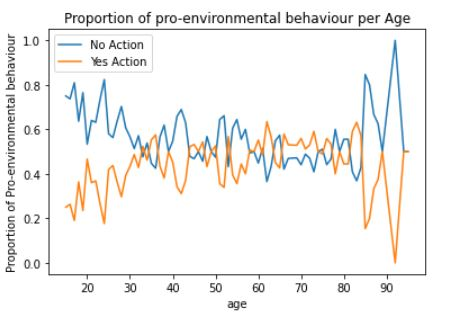 Proportion of pro-environmental behaviour per Age
No Action
Yes Action
Proportion of Pro-environmental behaviour
1.0
0.8
0.6
0.4
0.2
0.0
20 30 40 50 60 70 80 90
age